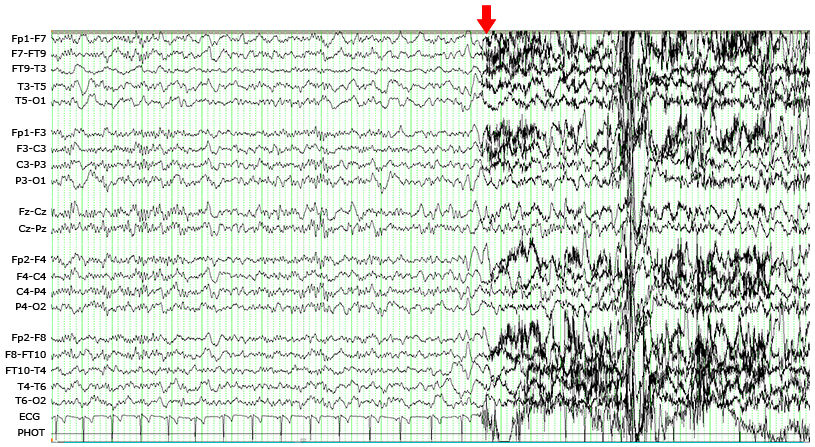 Fp1-F7
F7-FT9
FT9-T3
T3-T5
T5-O1
Fp1-F3
F3-C3
C3-P3
P3-O1
Fz-Cz
Cz-Pz
Fp2-F4
F4-C4
C4-P4
P4-O2
Fp2-F8
F8-FT10
FT10-T4
T4-T6
T6-O2
ECG
PHOT